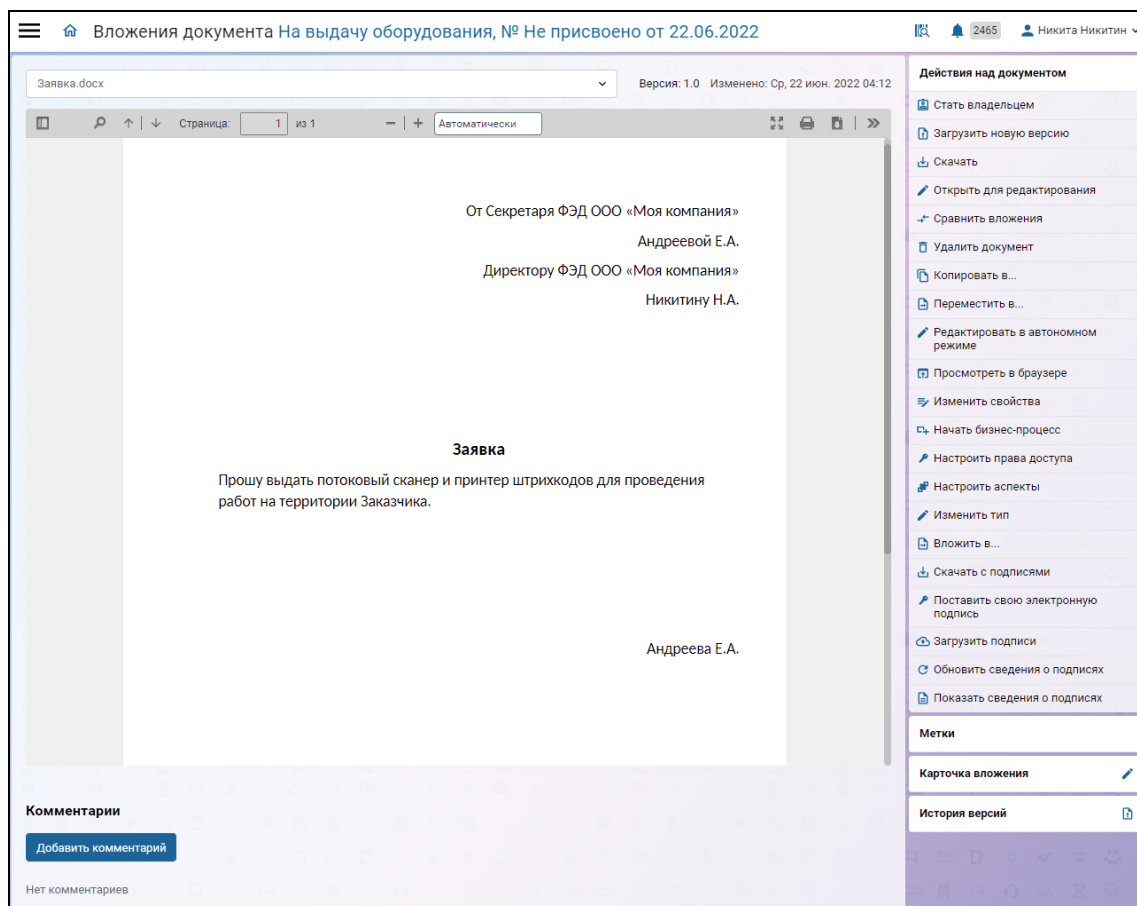 Вложения документа На выдачу оборудования, № Не присвоено от 22.06.2022
2465
Никита Никитин
Заявка.docx
Версия: 1.0 Изменено: Ср, 22 июн. 2022 04:12
Страница: 1 из 1
Автоматически
От Секретаря ФЭД ООО «Моя компания»
Андреевой Е.А.
Директору ФЭД ООО «Моя компания»
Никитину Н.А.
Заявка
Прошу выдать потоковый сканер и принтер штрихкодов для проведения
работ на территории Заказчика.
Андреева Е.А.
Комментарии
Добавить комментарий
Нет комментариев
Действия над документом
Стать владельцем
Загрузить новую версию
Скачать
Открыть для редактирования
Сравнить вложения
Удалить документ
Копировать в...
Переместить в...
Редактировать в автономном
режиме
Просмотреть в браузере
Изменить свойства
Начать бизнес-процесс
Настроить права доступа
Настроить аспекты
Изменить тип
Вложить в...
Скачать с подписями
Поставить свою электронную
подпись
Загрузить подписи
Обновить сведения о подписях
Показать сведения о подписях
Метки
Карточка вложения
История версий